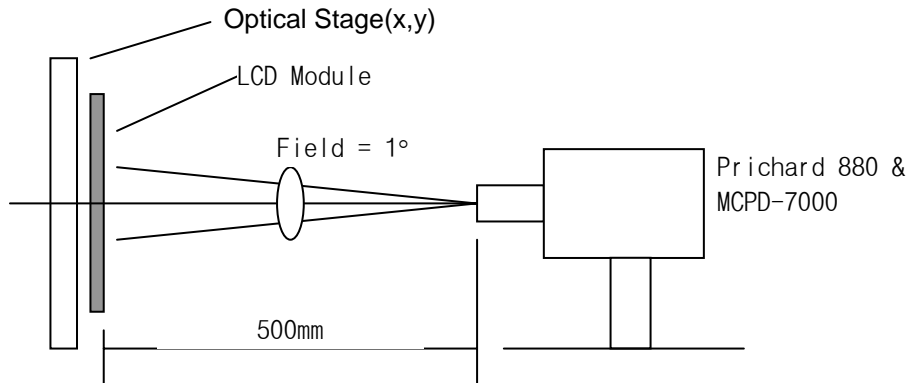 Optical Stage(x,y)
LCD Module
Field = 1°
Prichard 880 &
MCPD-7000
500mm